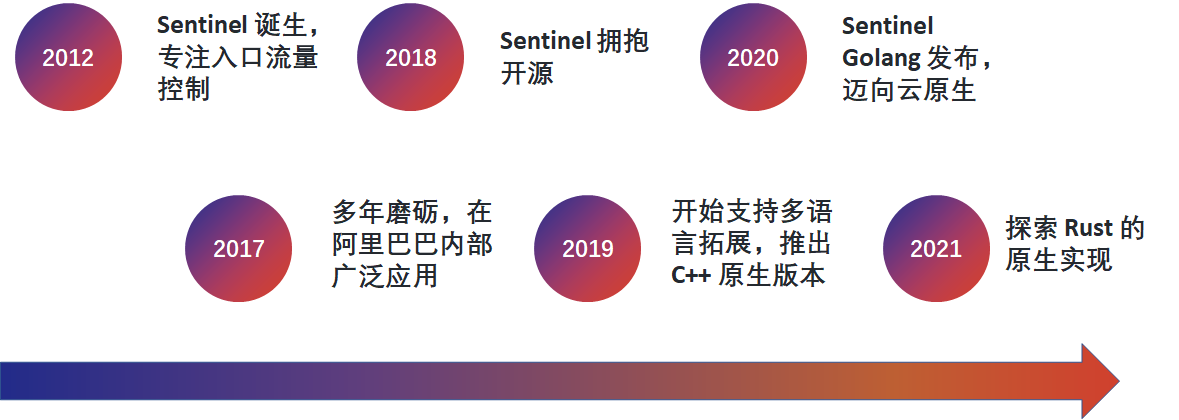 2012
Sentinel 诞生，
专注入口流量
控制
2017
多年磨砺，在
阿里巴巴内部
广泛应用
2018
Sentinel 拥抱
开源
2019
开始支持多语
言拓展，推出
C++ 原生版本
2020
Sentinel
Golang 发布，
迈向云原生
2021
探索 Rust 的
原生实现